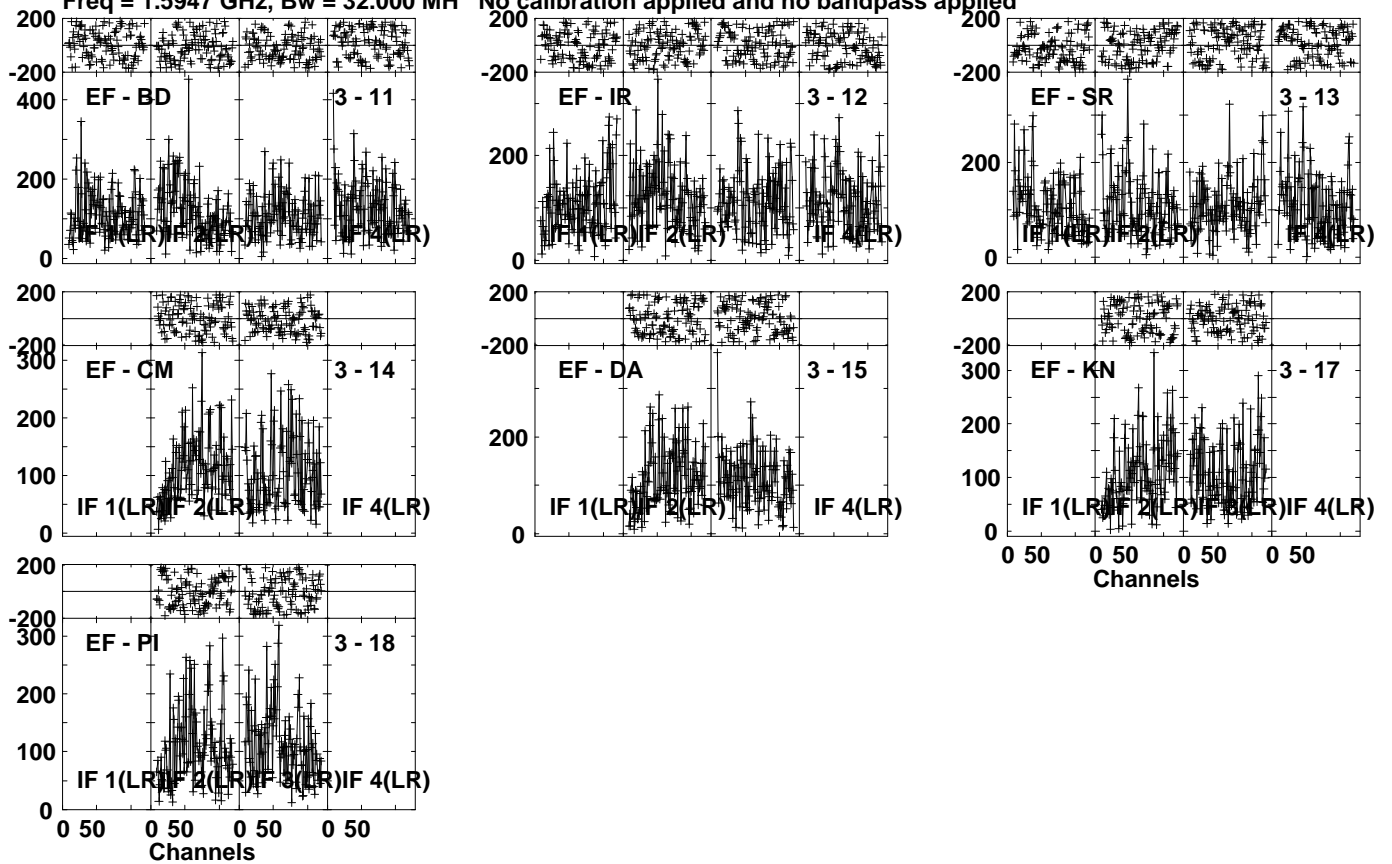 Freq = 1.5947 GHz, Bw = 32.000 MH No calibration applied and no bandpass applied
200 200 200
-200 -200 -200
EF - BD 3 - 11 EF - IR 3 - 12 EF - SR 3 - 13
400
200 200 200
IF 1(LR) IF 2(LR) IF 4(LR) IF 1(LR) IF 2(LR) IF 4(LR) IF 1(LR) IF 2(LR) IF 4(LR)
0 0 0
200 200 200
-200 -200 -200
300 300
EF - CM 3 - 14 EF - DA 3 - 15 EF - KN 3 - 17
200 200 200
100 100
IF 1(LR) IF 2(LR) IF 4(LR) IF 1(LR) IF 2(LR) IF 4(LR) IF 1(LR) IF 2(LR) IF 3(LR) IF 4(LR)
0 0 0
0 50 0 50 0 50 0 50
Channels
200
-200
300
EF - PI 3 - 18
200
100
IF 1(LR) IF 2(LR) IF 3(LR) IF 4(LR)
0
0 50 0 50 0 50 0 50
Channels